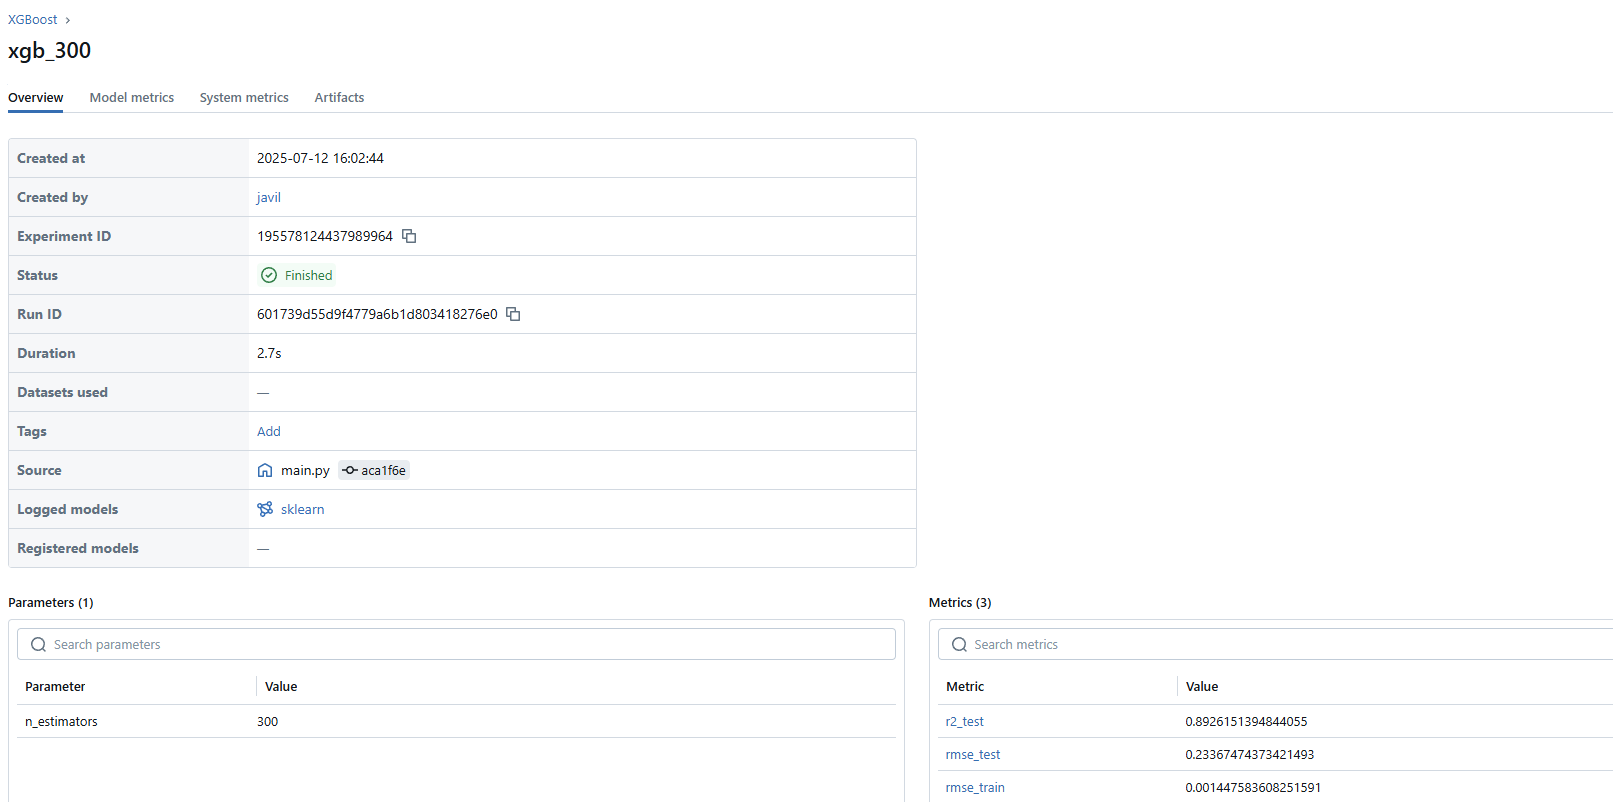 XGBoost ›
xgb_300
Overview Model metrics System metrics Artifacts
Created at 2025-07-12 16:02:44
Created by javil
Experiment ID 195578124437989964
Status Finished
Run ID 601739d55d9f4779a6b1d803418276e0
Duration 2.7s
Datasets used —
Tags Add
Source main.py aca1f6e
Logged models sklearn
Registered models —
Parameters (1)
Search parameters
Parameter Value
n_estimators 300
Metrics (3)
Search metrics
Metric Value
r2_test 0.8926151394844055
rmse_test 0.23367474373421493
rmse_train 0.001447583608251591